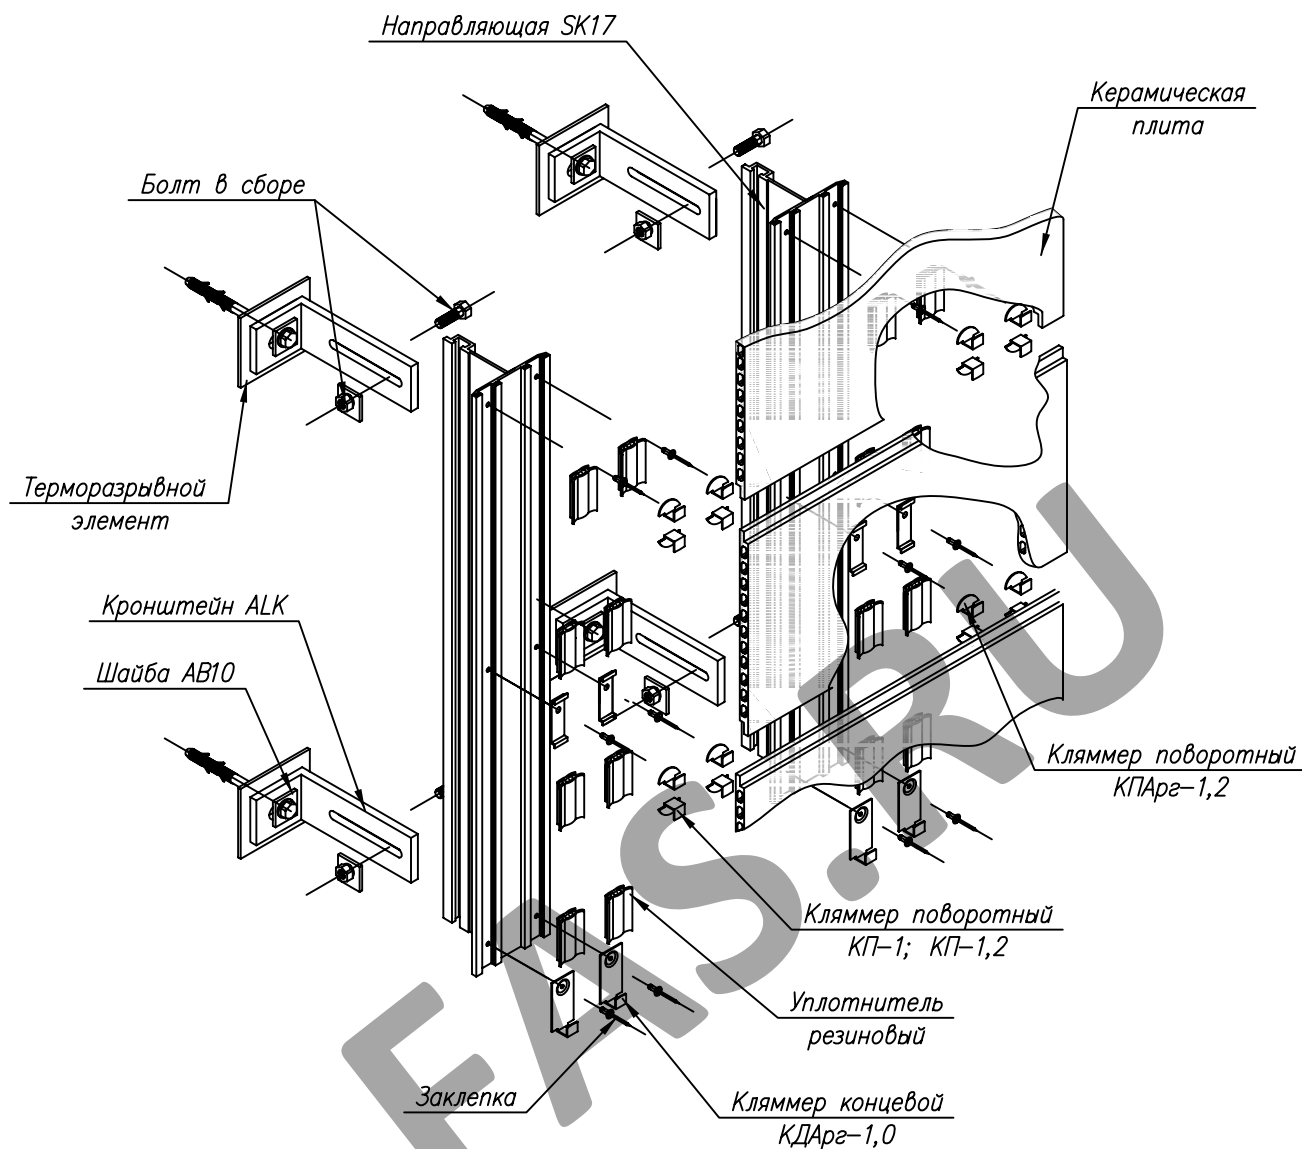 Направляющая SK17
Керамическая
плита
Болт в сборе
Терморазрывной
элемент
Кронштейн ALK
Шайба АВ10
Кляммер поворотный
КПАрг-1,2
Кляммер поворотный
КП-1; КП-1,2
Уплотнитель
резиновый
Заклепка
Кляммер концевой
КДАрг-1,0
FAS.RU